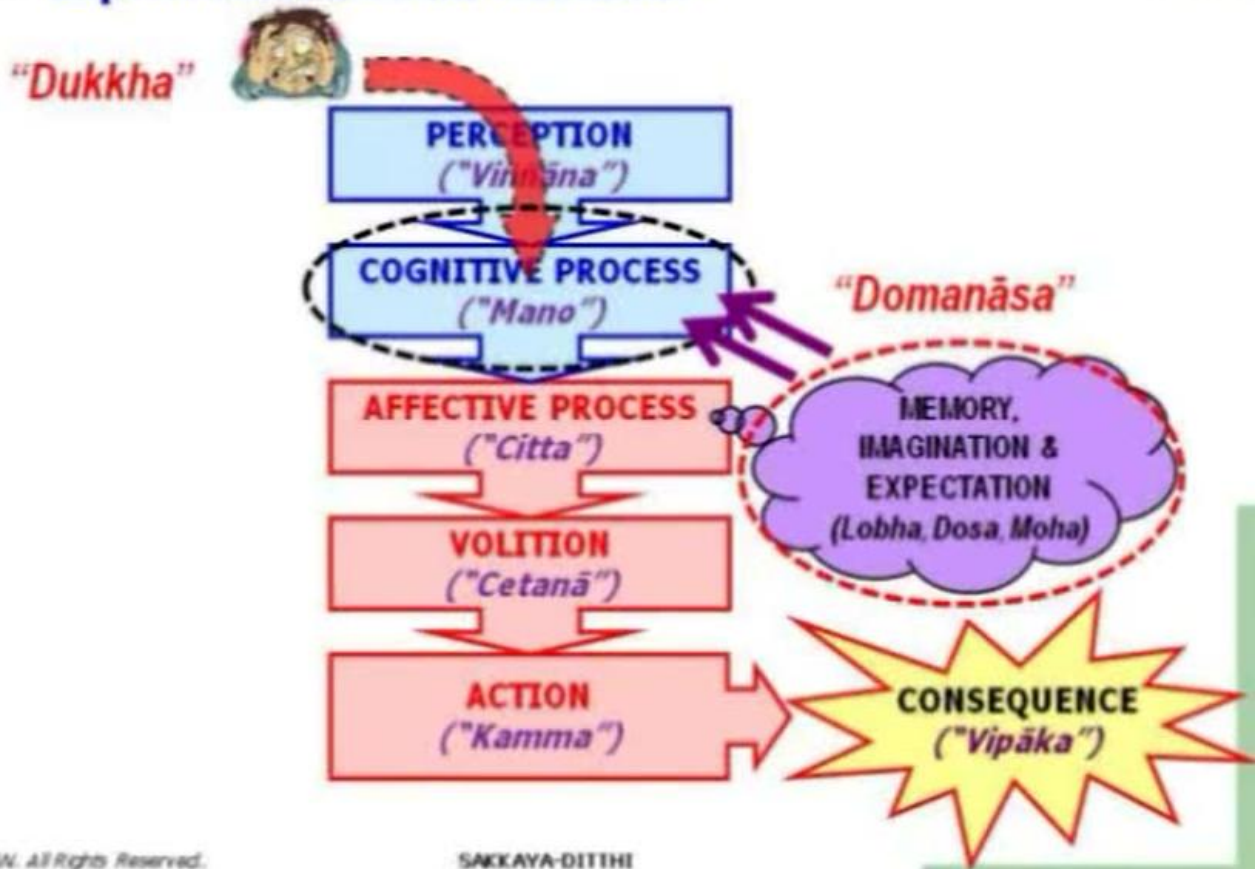 “Dukkha”
PERCEPTION
(“Vinnāna”)
COGNITIVE PROCESS
(“Mano”)
“Domanāsa”
AFFECTIVE PROCESS
(“Citta”)
MEMORY,
IMAGINATION &
EXPECTATION
(Lobha, Dosa, Moha)
VOLITION
(“Cetanā”)
ACTION
(“Kamma”)
CONSEQUENCE
(“Vipāka”)
All Rights Reserved.
SAKKAYA-DITTHI